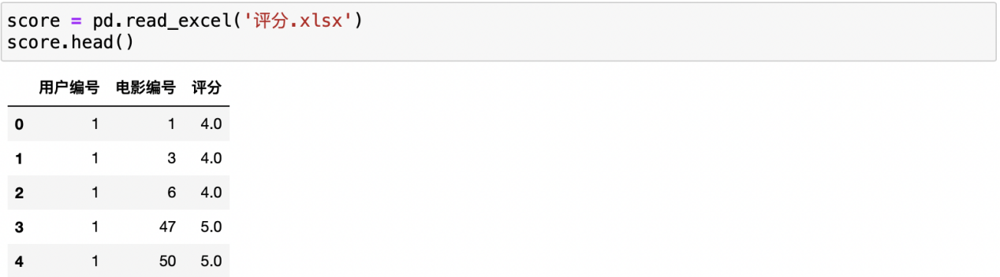 score = pd.read_excel('评分.xlsx')
score.head()
用户编号 电影编号 评分
0 1 1 4.0
1 1 3 4.0
2 1 6 4.0
3 1 47 5.0
4 1 50 5.0